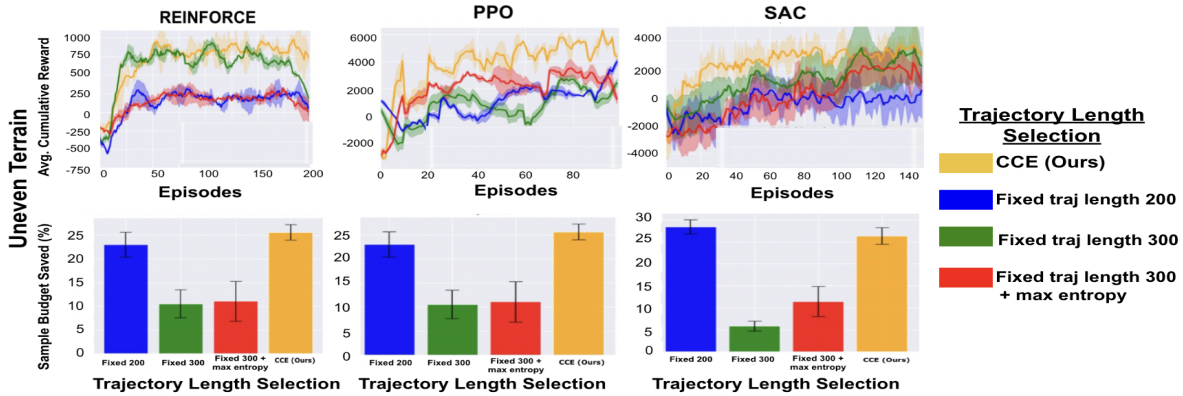 REINFORCE
PPO
SAC
Uneven Terrain
Avg. Cumulative Reward
1000
750
500
250
0
-250
-500
-750
0
50
100
150
200
Episodes
6000
4000
2000
0
-2000
0
20
40
60
80
Episodes
4000
2000
0
-2000
-4000
0
20
40
60
80
100
120
140
Episodes
Sample Budget Saved (%)
25
20
15
10
5
0
Fixed 200
Fixed 300
Fixed 300 +
max entropy
CCE (Ours)
Trajectory Length Selection
25
20
15
10
5
0
Fixed 200
Fixed 300
Fixed 300 +
max entropy
CCE (Ours)
Trajectory Length Selection
30
25
20
15
10
5
0
Fixed 200
Fixed 300
Fixed 300 +
max entropy
CCE (Ours)
Trajectory Length Selection
Trajectory Length
Selection
CCE (Ours)
Fixed traj length 200
Fixed traj length 300
Fixed traj length 300
+ max entropy